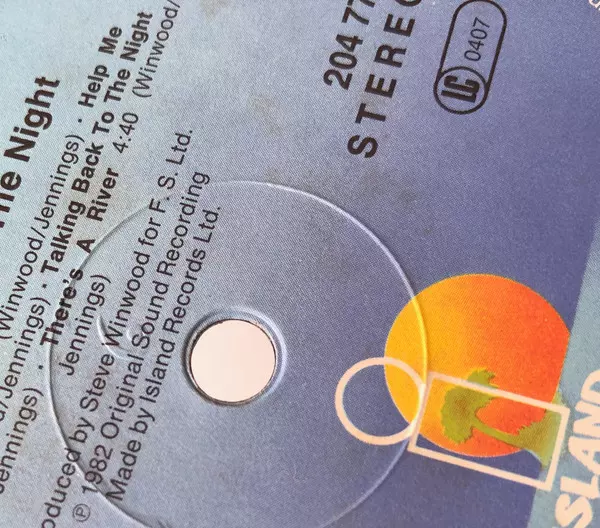 The Night
(Winwood/Jennings)
/Jennings) · Talking Back To The Night
Jennings) · Help Me
There's A River 4:40 (Winwood/
Jennings)
oduced by Steve Winwood for F. S. Ltd.
Ⓟ 1982 Original Sound Recording
Made by Island Records Ltd.
204 77
STEREO
LC 0407
SLAND